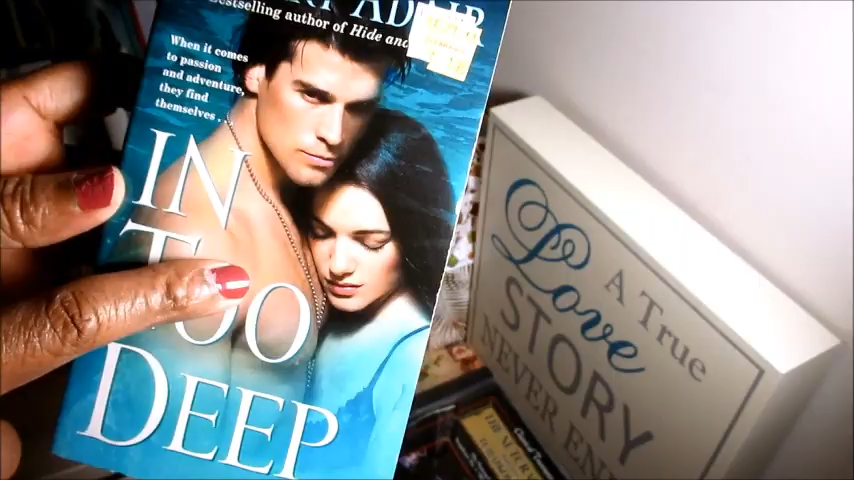 Bestselling author of Hide and
When it comes
to passion
and adventure,
they find
themselves...
IN
TOO
DEEP
A True
Love
STORY
NEVER EN